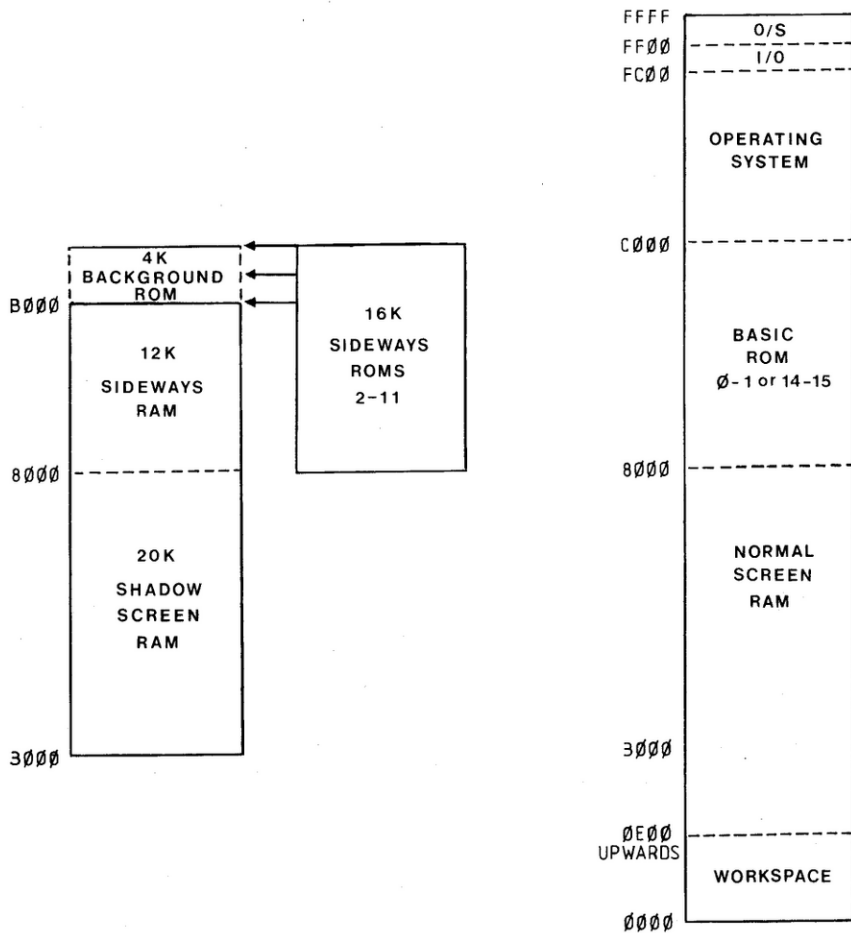 4K
BACKGROUND
ROM
BØØØ
12K
SIDEWAYS
RAM
8ØØØ
20K
SHADOW
SCREEN
RAM
3ØØØ
16K
SIDEWAYS
ROMS
2-11
FFFF
O/S
FFØØ
I/O
FCØØ
OPERATING
SYSTEM
CØØØ
BASIC
ROM
Ø-1 or 14-15
8ØØØ
NORMAL
SCREEN
RAM
3ØØØ
ØEØØ
UPWARDS
WORKSPACE
ØØØØ